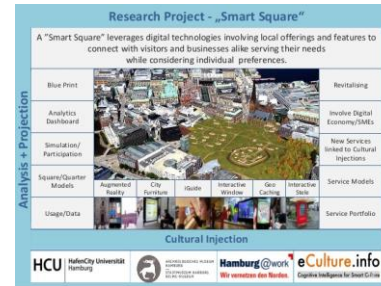 Research Project - „Smart Square“
A "Smart Square" leverages digital technologies involving local offerings and features to
connect with visitors and businesses alike serving their needs
while considering individual preferences.
Analysis + Projection
Blue Print
Analytics
Dashboard
Simulation/
Participation
Square/Quarter
Models
Usage/Data
Augmented
Reality
City
Furniture
iGuide
Interactive
Window
Geo
Caching
Interactive
Stele
Revitalising
Involve Digital
Economy/SMEs
New Services
linked to Cultural
Injections
Service Models
Service Portfolio
Cultural Injection
HCU
HafenCity Universität
Hamburg
Hamburg@work
Wir vernetzen den Norden.
eCulture.info